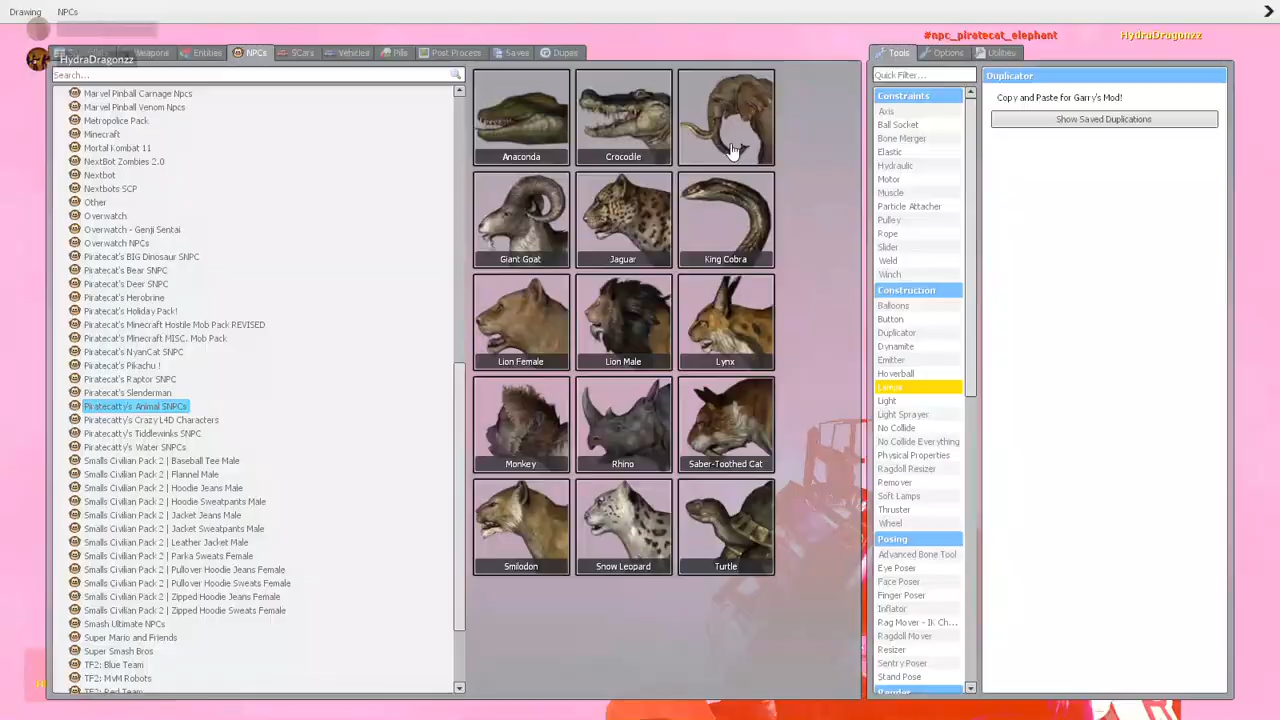 Drawing NPCs
#npc_piratecat_elephant HydraDragonzz
HydraDragonzz
Weapons Entities NPCs SCars Vehicles Pills Post Process Saves Dupes
Tools Options Utilities
Search...
Marvel Pinball Carnage Npcs
Marvel Pinball Venom Npcs
Metropolice Pack
Minecraft
Mortal Kombat 11
NextBot Zombies 2.0
Nextbot
Nextbots SCP
Other
Overwatch
Overwatch - Genji Sentai
Overwatch NPCs
Piratecat's BIG Dinosaur SNPC
Piratecat's Bear SNPC
Piratecat's Deer SNPC
Piratecat's Herobrine
Piratecat's Holiday Pack!
Piratecat's Minecraft Hostile Mob Pack REVISED
Piratecat's Minecraft MISC. Mob Pack
Piratecat's NyanCat SNPC
Piratecat's Pikachu !
Piratecat's Raptor SNPC
Piratecat's Slenderman
Piratecatty's Animal SNPCs
Piratecatty's Crazy L4D Characters
Piratecatty's Tiddlewinks SNPC
Piratecatty's Water SNPCs
Smalls Civilian Pack 2 | Baseball Tee Male
Smalls Civilian Pack 2 | Flannel Male
Smalls Civilian Pack 2 | Hoodie Jeans Male
Smalls Civilian Pack 2 | Hoodie Sweatpants Male
Smalls Civilian Pack 2 | Jacket Jeans Male
Smalls Civilian Pack 2 | Jacket Sweatpants Male
Smalls Civilian Pack 2 | Leather Jacket Male
Smalls Civilian Pack 2 | Parka Sweats Female
Smalls Civilian Pack 2 | Pullover Hoodie Jeans Female
Smalls Civilian Pack 2 | Pullover Hoodie Sweats Female
Smalls Civilian Pack 2 | Zipped Hoodie Jeans Female
Smalls Civilian Pack 2 | Zipped Hoodie Sweats Female
Smash Ultimate NPCs
Super Mario and Friends
Super Smash Bros
TF2: Blue Team
TF2: MvM Robots
TF2: Red Team
Anaconda Crocodile
Giant Goat Jaguar King Cobra
Lion Female Lion Male Lynx
Monkey Rhino Saber-Toothed Cat
Smilodon Snow Leopard Turtle
Quick Filter...
Constraints
Axis
Ball Socket
Bone Merger
Elastic
Hydraulic
Motor
Muscle
Particle Attacher
Pulley
Rope
Slider
Weld
Winch
Construction
Balloons
Button
Duplicator
Dynamite
Emitter
Hoverball
Lamps
Light
Light Sprayer
No Collide
No Collide Everything
Physical Properties
Ragdoll Resizer
Remover
Soft Lamps
Thruster
Wheel
Posing
Advanced Bone Tool
Eye Poser
Face Poser
Finger Poser
Inflator
Rag Mover - IK Ch...
Ragdoll Mover
Resizer
Sentry Poser
Stand Pose
Render
Duplicator
Copy and Paste for Garry's Mod!
Show Saved Duplications